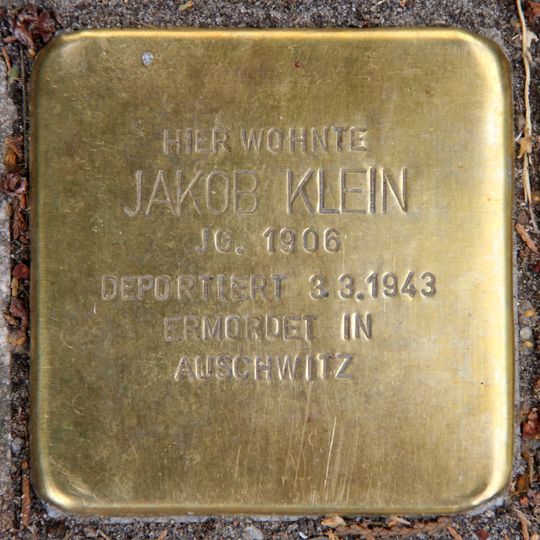 HIER WOHNTE
JAKOB KLEIN
JG. 1906
DEPORTIERT 3.3.1943
ERMORDET IN
AUSCHWITZ